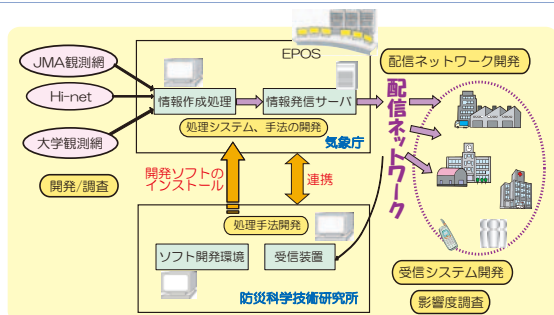 EPOS
JMA観測網
Hi-net
大学観測網
開発/調査
情報作成処理
情報発信サーバ
処理システム、手法の開発
気象庁
開発ソフトの
インストール
連携
処理手法開発
ソフト開発環境
受信装置
防災科学技術研究所
配信ネットワーク開発
配信ネットワーク
受信システム開発
影響度調査